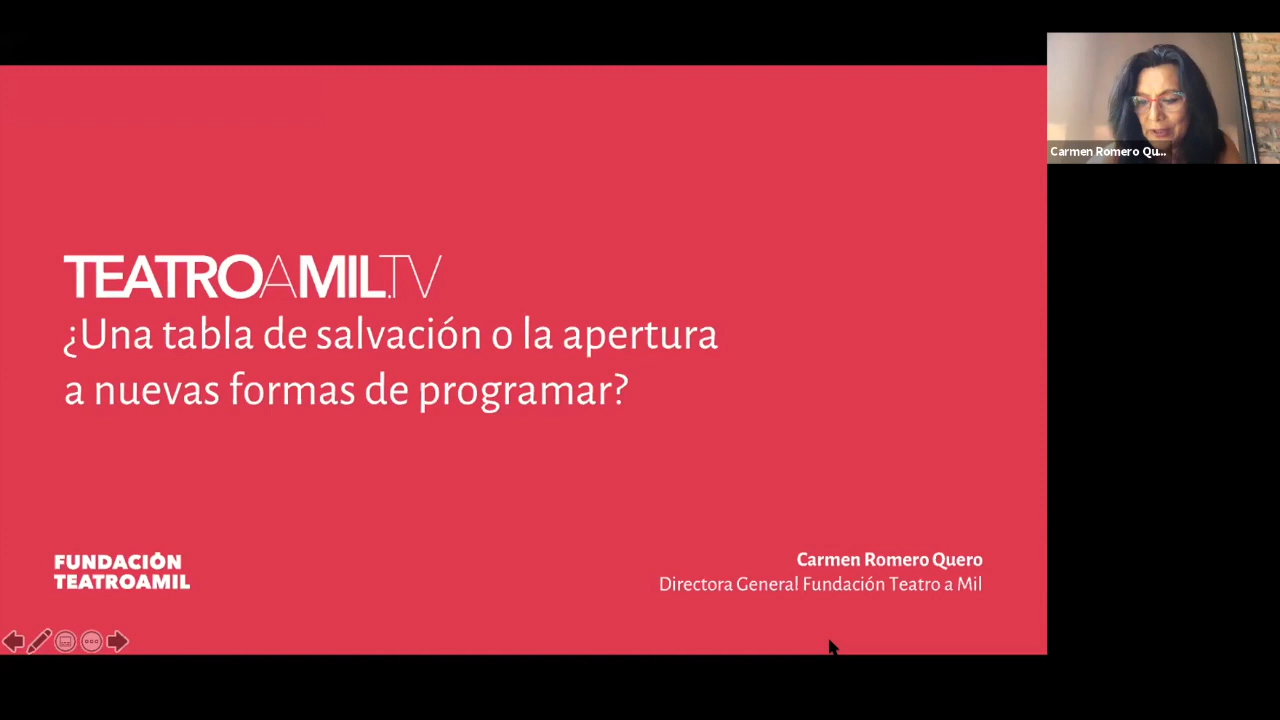 Carmen Romero Qu...
TEATROAMIL.TV
¿Una tabla de salvación o la apertura
a nuevas formas de programar?
FUNDACIÓN
TEATROAMIL
Carmen Romero Quero
Directora General Fundación Teatro a Mil